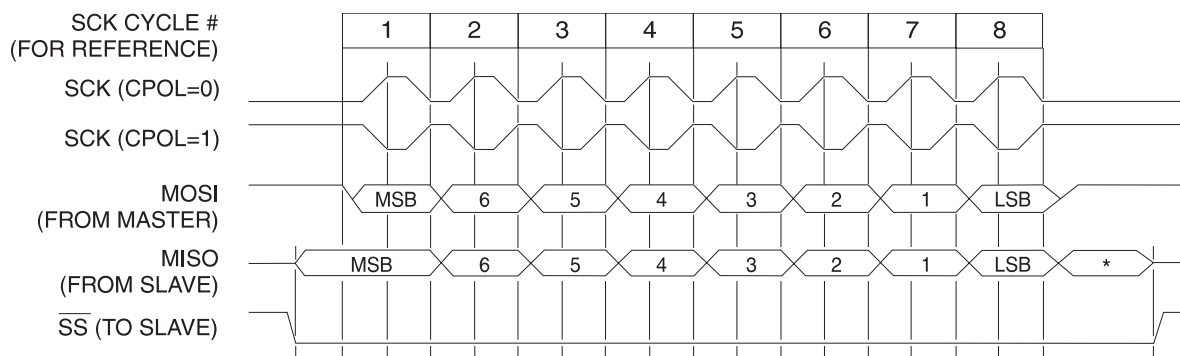 SCK CYCLE #
(FOR REFERENCE)
1 2 3 4 5 6 7 8
SCK (CPOL=0)
SCK (CPOL=1)
MOSI
(FROM MASTER)
MSB 6 5 4 3 2 1 LSB
MISO
(FROM SLAVE)
MSB 6 5 4 3 2 1 LSB *
SS (TO SLAVE)